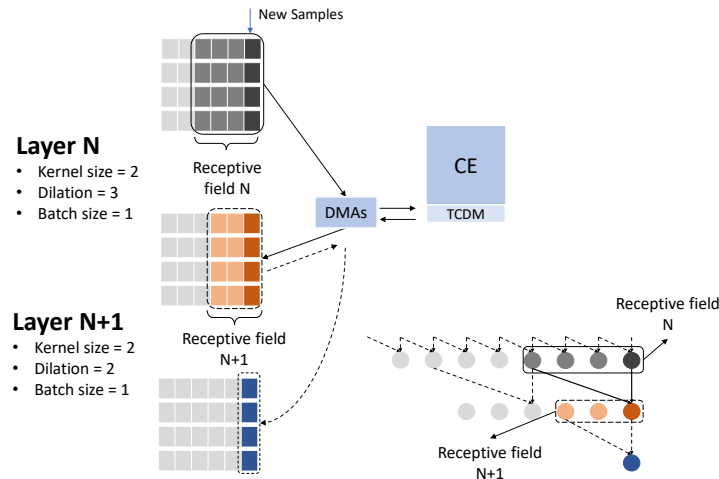 New Samples
Layer N
• Kernel size = 2
• Dilation = 3
• Batch size = 1
Receptive
field N
CE
DMAs
TCDM
Layer N+1
• Kernel size = 2
• Dilation = 2
• Batch size = 1
Receptive field
N+1
Receptive field
N
Receptive field
N+1